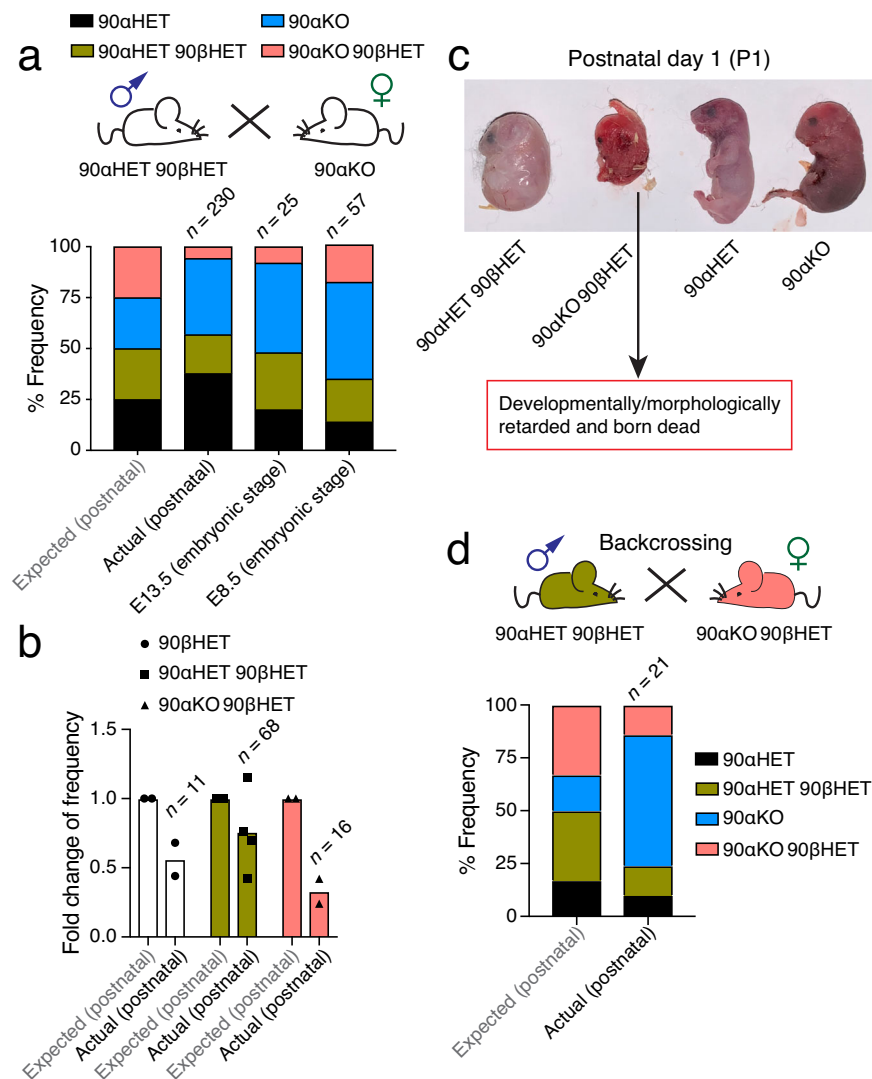 90αHET
90αKO
90αHET 90βHET
90αKO 90βHET
a
♂
♀
90αHET 90βHET
90αKO
n = 230
n = 25
n = 57
% Frequency
100
75
50
25
0
Expected (postnatal)
Actual (postnatal)
E13.5 (embryonic stage)
E8.5 (embryonic stage)
b
90βHET
90αHET 90βHET
90αKO 90βHET
Fold change of frequency
1.5
1.0
0.5
0.0
n = 11
n = 68
n = 16
Expected (postnatal)
Actual (postnatal)
Expected (postnatal)
Actual (postnatal)
Expected (postnatal)
Actual (postnatal)
c
Postnatal day 1 (P1)
90αHET 90βHET
90αKO 90βHET
90αHET
90αKO
Developmentally/morphologically
retarded and born dead
d
Backcrossing
♂
♀
90αHET 90βHET
90αKO 90βHET
n = 21
% Frequency
100
75
50
25
0
90αHET
90αHET 90βHET
90αKO
90αKO 90βHET
Expected (postnatal)
Actual (postnatal)